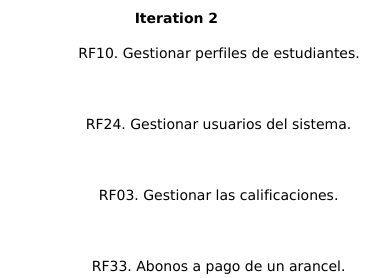 Iteration 2
RF10. Gestionar perfiles de estudiantes.
RF24. Gestionar usuarios del sistema.
RF03. Gestionar las calificaciones.
RF33. Abonos a pago de un arancel.